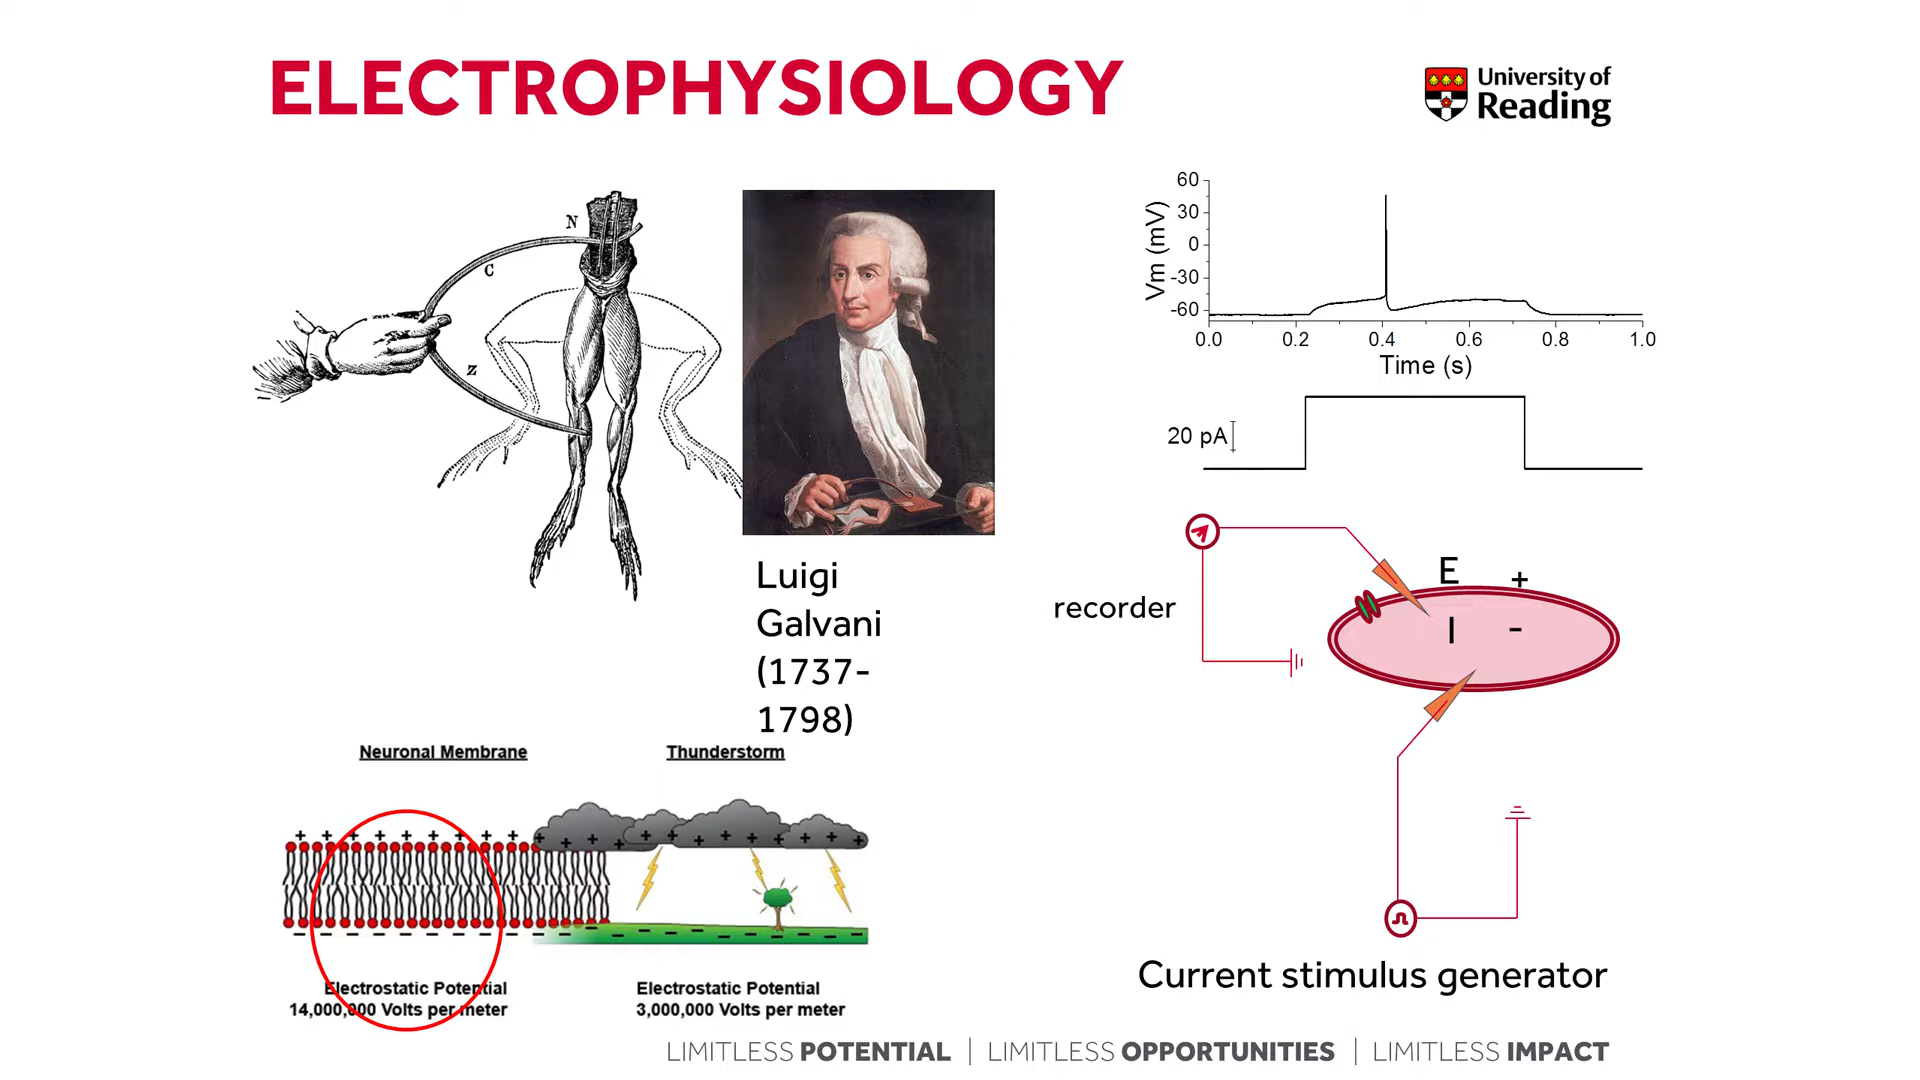 ELECTROPHYSIOLOGY
University of
Reading
N
C
Z
Luigi
Galvani
(1737-
1798)
60
30
0
-30
-60
Vm (mV)
0.0 0.2 0.4 0.6 0.8 1.0
Time (s)
20 pA
recorder
E +
I -
Current stimulus generator
Neuronal Membrane Thunderstorm
Electrostatic Potential
14,000,000 Volts per meter
Electrostatic Potential
3,000,000 Volts per meter
LIMITLESS POTENTIAL | LIMITLESS OPPORTUNITIES | LIMITLESS IMPACT